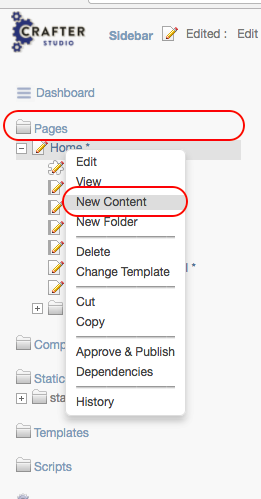 CRAFTER
STUDIO
Sidebar Edited : Edit
Dashboard
Pages
Home *
Edit
View
New Content
New Folder
Delete
Change Template
l *
Cut
Copy
Comp
Approve & Publish
Dependencies
Static
sta
History
Templates
Scripts